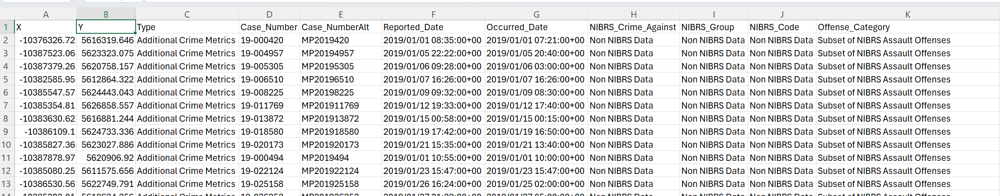 A B C D E F G H I J K
1 X Y Type Case_Number Case_NumberAlt Reported_Date Occurred_Date NIBRS_Crime_Against NIBRS_Group NIBRS_Code Offense_Category
2 -10376326.72 5616319.646 Additional Crime Metrics 19-000420 MP2019420 2019/01/01 08:35:00+00 2019/01/01 07:21:00+00 Non NIBRS Data Non NIBRS Data Non NIBRS Data Subset of NIBRS Assault Offenses
3 -10387523.06 5623323.075 Additional Crime Metrics 19-004957 MP20194957 2019/01/05 22:22:00+00 2019/01/05 20:40:00+00 Non NIBRS Data Non NIBRS Data Non NIBRS Data Subset of NIBRS Assault Offenses
4 -10387379.26 5620758.157 Additional Crime Metrics 19-005305 MP20195305 2019/01/06 09:28:00+00 2019/01/06 03:00:00+00 Non NIBRS Data Non NIBRS Data Non NIBRS Data Subset of NIBRS Assault Offenses
5 -10382585.95 5612864.322 Additional Crime Metrics 19-006510 MP20196510 2019/01/07 16:26:00+00 2019/01/07 16:26:00+00 Non NIBRS Data Non NIBRS Data Non NIBRS Data Subset of NIBRS Assault Offenses
6 -10385547.57 5624443.043 Additional Crime Metrics 19-008225 MP20198225 2019/01/09 09:32:00+00 2019/01/09 08:30:00+00 Non NIBRS Data Non NIBRS Data Non NIBRS Data Subset of NIBRS Assault Offenses
7 -10385354.81 5626858.557 Additional Crime Metrics 19-011769 MP201911769 2019/01/12 19:33:00+00 2019/01/12 17:40:00+00 Non NIBRS Data Non NIBRS Data Non NIBRS Data Subset of NIBRS Assault Offenses
8 -10383630.62 5616881.244 Additional Crime Metrics 19-013872 MP201913872 2019/01/15 00:58:00+00 2019/01/15 00:15:00+00 Non NIBRS Data Non NIBRS Data Non NIBRS Data Subset of NIBRS Assault Offenses
9 -10386109.1 5624733.336 Additional Crime Metrics 19-018580 MP201918580 2019/01/19 17:42:00+00 2019/01/19 16:50:00+00 Non NIBRS Data Non NIBRS Data Non NIBRS Data Subset of NIBRS Assault Offenses
10 -10385827.36 5623027.886 Additional Crime Metrics 19-020173 MP201920173 2019/01/21 15:35:00+00 2019/01/21 13:40:00+00 Non NIBRS Data Non NIBRS Data Non NIBRS Data Subset of NIBRS Assault Offenses
11 -10387878.97 5620906.92 Additional Crime Metrics 19-000494 MP2019494 2019/01/01 10:55:00+00 2019/01/01 10:00:00+00 Non NIBRS Data Non NIBRS Data Non NIBRS Data Subset of NIBRS Assault Offenses
12 -10385080.25 5611575.656 Additional Crime Metrics 19-022124 MP201922124 2019/01/23 15:47:00+00 2019/01/23 15:47:00+00 Non NIBRS Data Non NIBRS Data Non NIBRS Data Subset of NIBRS Assault Offenses
13 -10386530.56 5622749.791 Additional Crime Metrics 19-025158 MP201925158 2019/01/26 16:24:00+00 2019/01/25 02:00:00+00 Non NIBRS Data Non NIBRS Data Non NIBRS Data Subset of NIBRS Assault Offenses
Additional Crime Metrics Non NIBRS Data Non NIBRS Data Non NIBRS Data Subset of NIBRS Assault Offenses